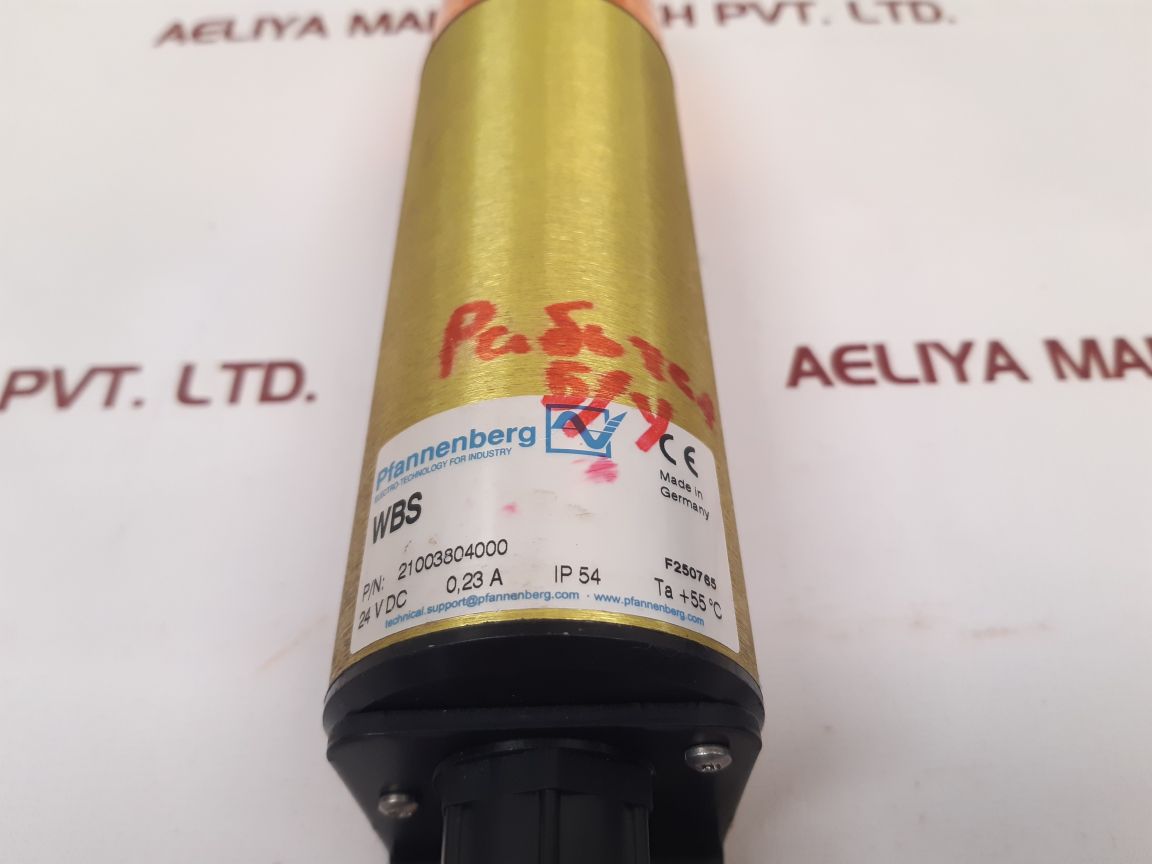 AELIYA MA H PVT. LTD.
PVT. LTD.
AELIYA MA
Б/у
Pfannenberg
ELECTRO-TECHNOLOGY FOR INDUSTRY
CE
Made in
Germany
WBS
P/N: 21003804000
F250765
24 V DC 0,23 A IP 54 Ta +55 °C
technical.support@pfannenberg.com · www.pfannenberg.com